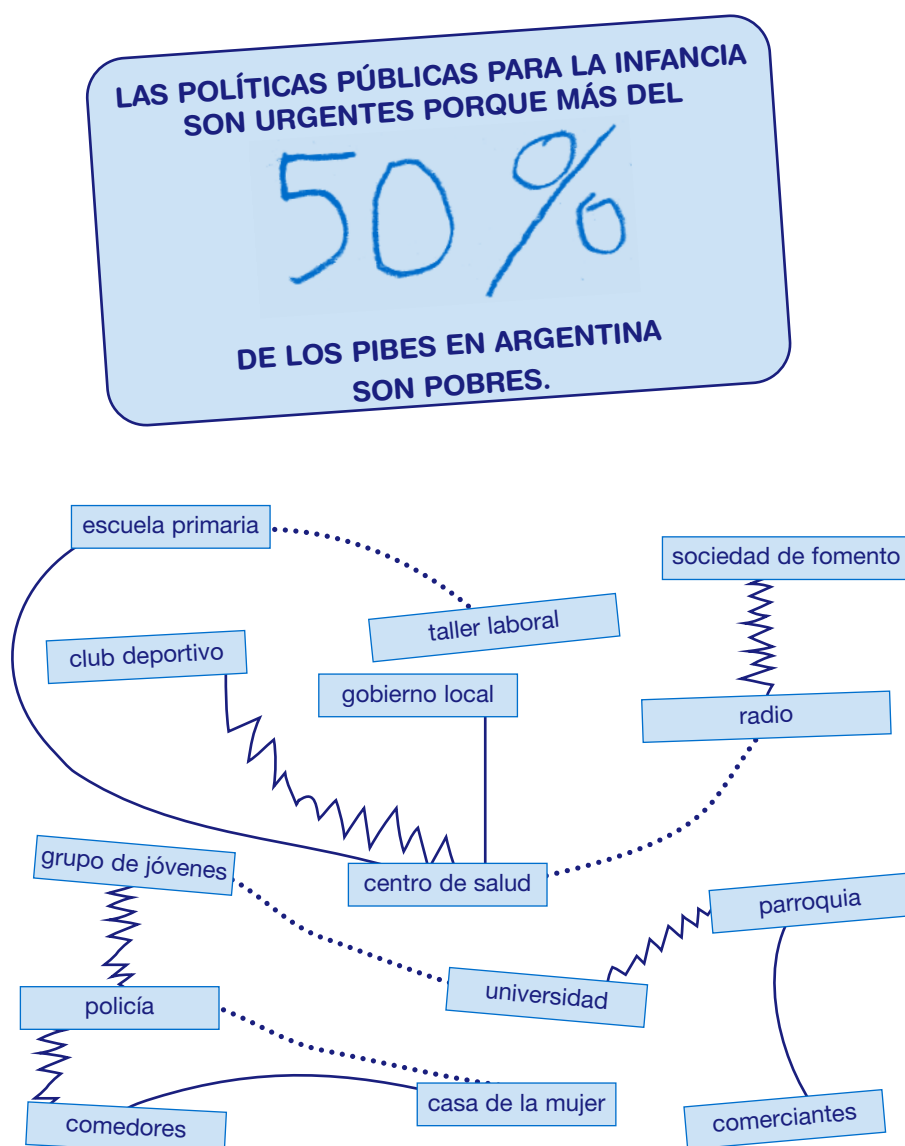 LAS POLÍTICAS PÚBLICAS PARA LA INFANCIA
SON URGENTES PORQUE MÁS DEL
50 %
DE LOS PIBES EN ARGENTINA
SON POBRES.
escuela primaria
sociedad de fomento
taller laboral
club deportivo
gobierno local
radio
grupo de jóvenes
centro de salud
parroquia
universidad
policía
casa de la mujer
comerciantes
comedores